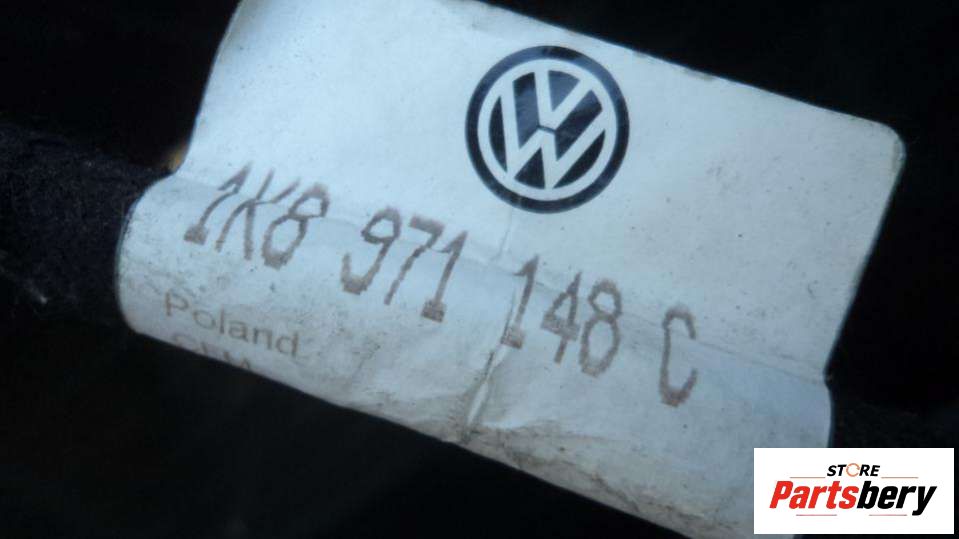 1K8 971 148 C
Poland
STORE
Partsbery